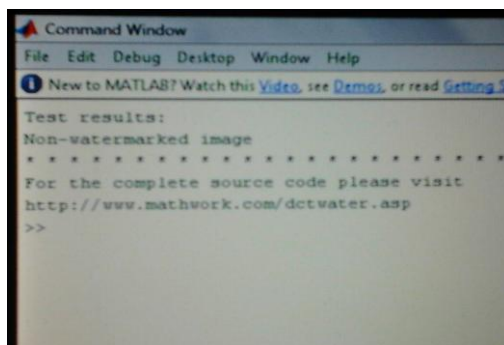 Command Window
File Edit Debug Desktop Window Help
New to MATLAB? Watch this Video, see Demos, or read Getting S
Test results:
Non-watermarked image
* * * * * * * * * * * * * * * * *
For the complete source code please visit
http://www.mathwork.com/dctwater.asp
>>